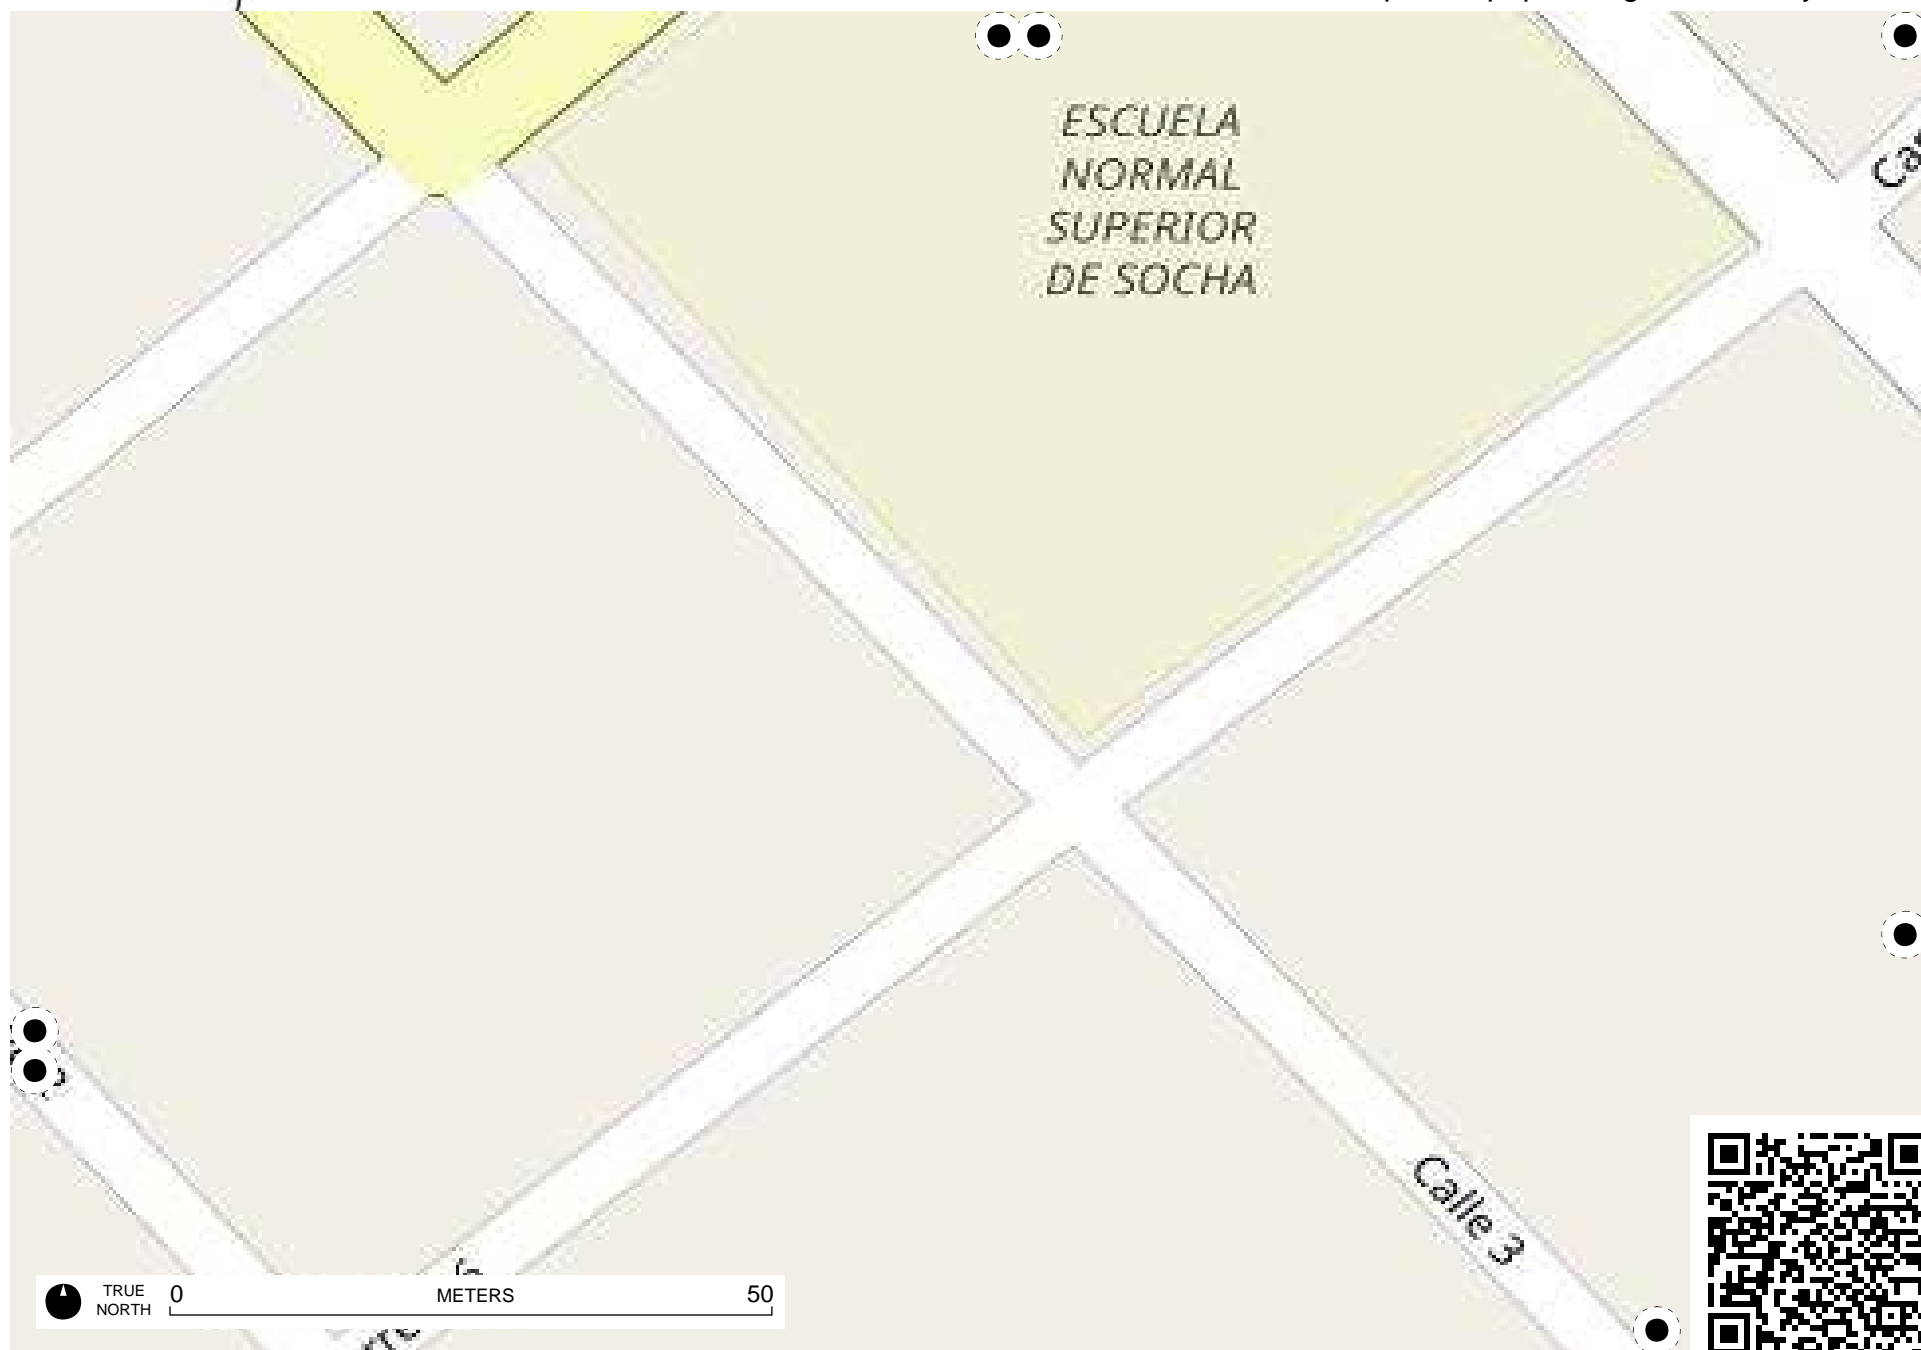 ESCUELA
NORMAL
SUPERIOR
DE SOCHA
Calle 3
TRUE
NORTH
0 METERS 50